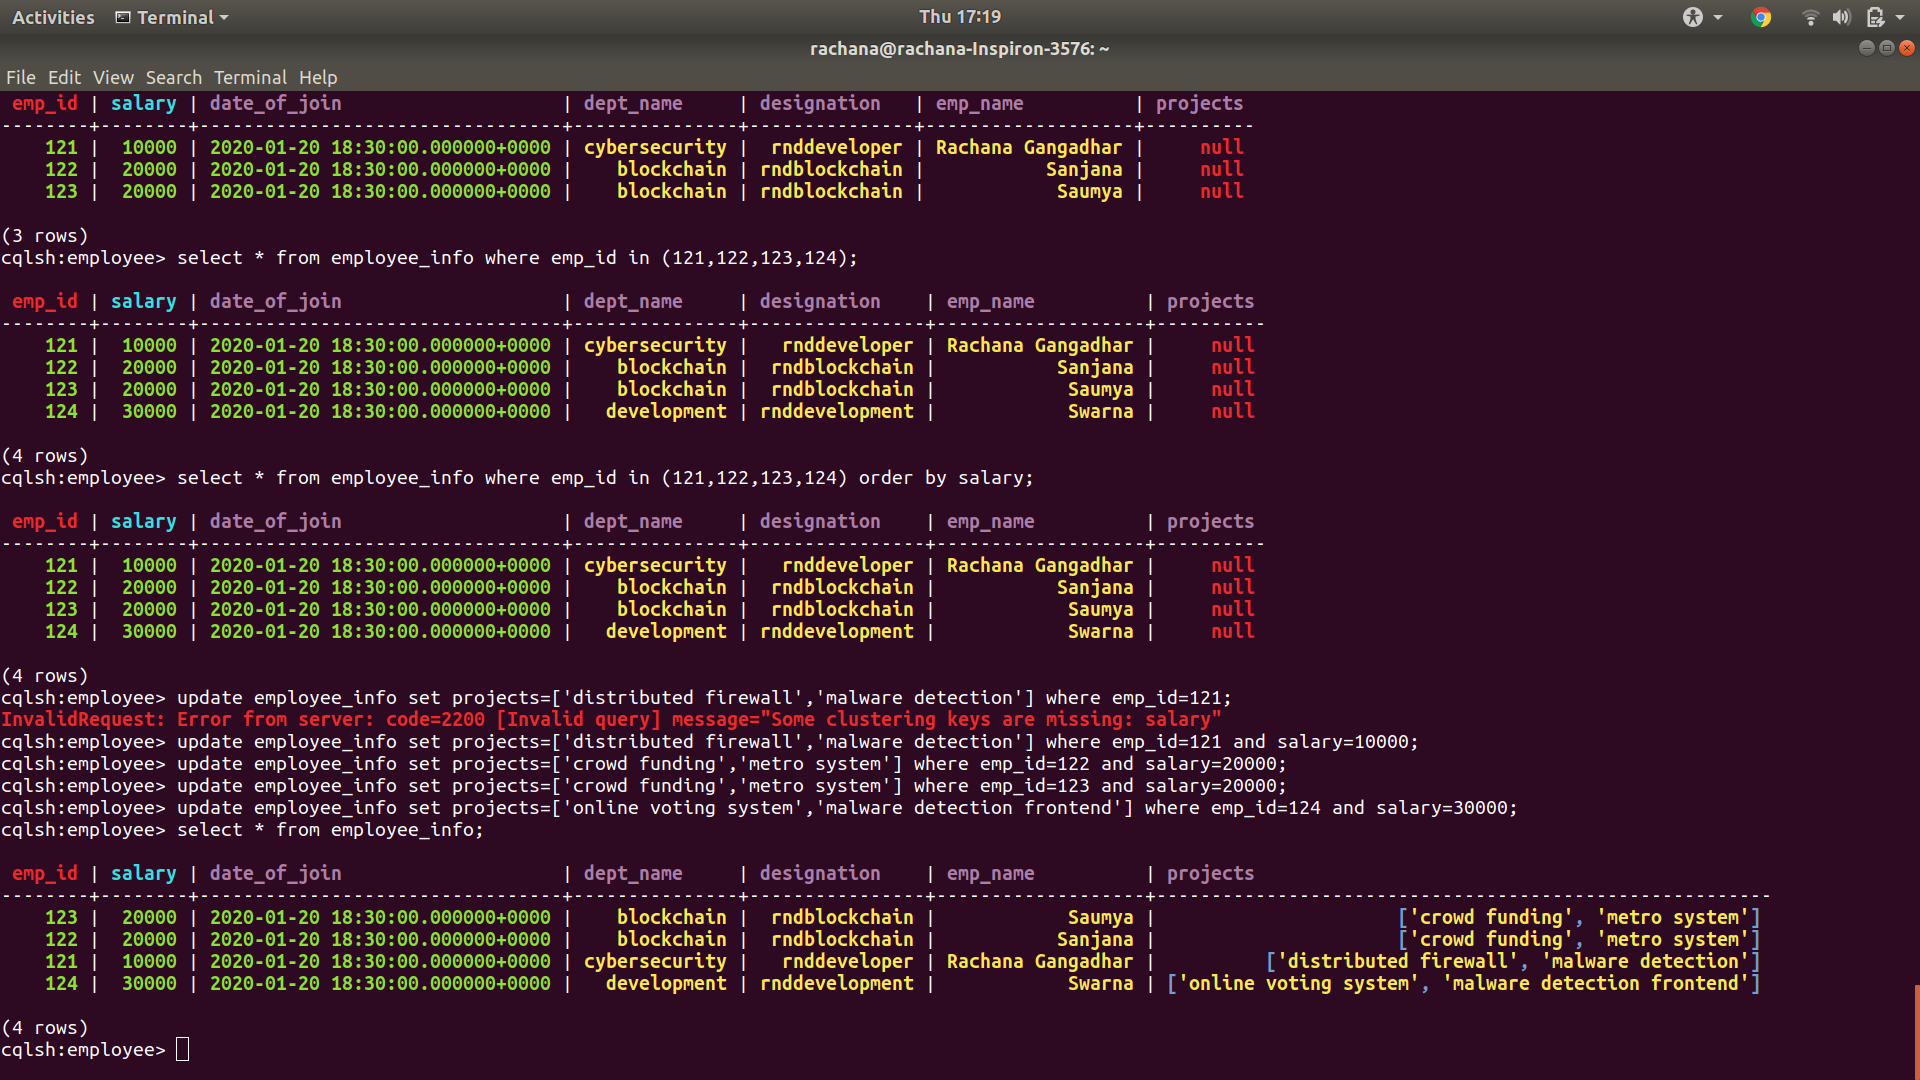 Activities Terminal Thu 17:19
rachana@rachana-Inspiron-3576: ~
File Edit View Search Terminal Help
 emp_id | salary | date_of_join                    | dept_name     | designation   | emp_name          | projects
--------+--------+---------------------------------+---------------+---------------+-------------------+----------
    121 |  10000 | 2020-01-20 18:30:00.000000+0000 | cybersecurity |  rnddeveloper | Rachana Gangadhar |     null
    122 |  20000 | 2020-01-20 18:30:00.000000+0000 |    blockchain | rndblockchain |           Sanjana |     null
    123 |  20000 | 2020-01-20 18:30:00.000000+0000 |    blockchain | rndblockchain |            Saumya |     null
(3 rows)
cqlsh:employee> select * from employee_info where emp_id in (121,122,123,124);
 emp_id | salary | date_of_join                    | dept_name     | designation    | emp_name          | projects
--------+--------+---------------------------------+---------------+----------------+-------------------+----------
    121 |  10000 | 2020-01-20 18:30:00.000000+0000 | cybersecurity |   rnddeveloper | Rachana Gangadhar |     null
    122 |  20000 | 2020-01-20 18:30:00.000000+0000 |    blockchain |  rndblockchain |           Sanjana |     null
    123 |  20000 | 2020-01-20 18:30:00.000000+0000 |    blockchain |  rndblockchain |            Saumya |     null
    124 |  30000 | 2020-01-20 18:30:00.000000+0000 |   development | rnddevelopment |            Swarna |     null
(4 rows)
cqlsh:employee> select * from employee_info where emp_id in (121,122,123,124) order by salary;
 emp_id | salary | date_of_join                    | dept_name     | designation    | emp_name          | projects
--------+--------+---------------------------------+---------------+----------------+-------------------+----------
    121 |  10000 | 2020-01-20 18:30:00.000000+0000 | cybersecurity |   rnddeveloper | Rachana Gangadhar |     null
    122 |  20000 | 2020-01-20 18:30:00.000000+0000 |    blockchain |  rndblockchain |           Sanjana |     null
    123 |  20000 | 2020-01-20 18:30:00.000000+0000 |    blockchain |  rndblockchain |            Saumya |     null
    124 |  30000 | 2020-01-20 18:30:00.000000+0000 |   development | rnddevelopment |            Swarna |     null
(4 rows)
cqlsh:employee> update employee_info set projects=['distributed firewall','malware detection'] where emp_id=121;
InvalidRequest: Error from server: code=2200 [Invalid query] message="Some clustering keys are missing: salary"
cqlsh:employee> update employee_info set projects=['distributed firewall','malware detection'] where emp_id=121 and salary=10000;
cqlsh:employee> update employee_info set projects=['crowd funding','metro system'] where emp_id=122 and salary=20000;
cqlsh:employee> update employee_info set projects=['crowd funding','metro system'] where emp_id=123 and salary=20000;
cqlsh:employee> update employee_info set projects=['online voting system','malware detection frontend'] where emp_id=124 and salary=30000;
cqlsh:employee> select * from employee_info;
 emp_id | salary | date_of_join                    | dept_name     | designation    | emp_name          | projects
--------+--------+---------------------------------+---------------+----------------+-------------------+--------------------------------------------------------
    123 |  20000 | 2020-01-20 18:30:00.000000+0000 |    blockchain |  rndblockchain |            Saumya |                      ['crowd funding', 'metro system']
    122 |  20000 | 2020-01-20 18:30:00.000000+0000 |    blockchain |  rndblockchain |           Sanjana |                      ['crowd funding', 'metro system']
    121 |  10000 | 2020-01-20 18:30:00.000000+0000 | cybersecurity |   rnddeveloper | Rachana Gangadhar |          ['distributed firewall', 'malware detection']
    124 |  30000 | 2020-01-20 18:30:00.000000+0000 |   development | rnddevelopment |            Swarna | ['online voting system', 'malware detection frontend']
(4 rows)
cqlsh:employee>